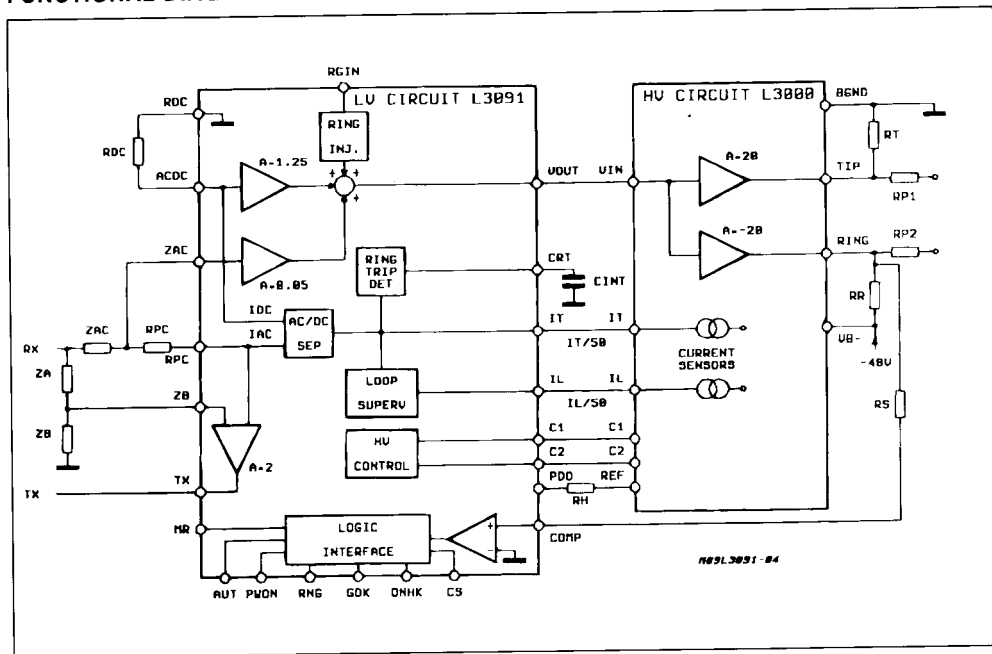 RGIN
LV CIRCUIT L3091
HV CIRCUIT L3000
BGND
RDC
RING
INJ.
RT
RDC
A=1.25
A=20
ACDC
VOUT
VIN
TIP
RP1
ZAC
A=0.05
A=-20
RING
RP2
RING
TRIP
DET
CRT
CINT
RR
IDC
AC/DC
SEP
IAC
IT
IT
IT/50
CURRENT
SENSORS
VB-
-48V
RX
ZAC
RPC
RPC
ZA
ZB
LOOP
SUPERV
IL
IL
IL/50
RS
ZB
HV
CONTROL
C1
C1
C2
C2
A=2
PDO
REF
RH
TX
TX
MR
LOGIC
INTERFACE
+
-
COMP
M89L3091-04
AUT
PWON
RNG
GDK
ONHK
CS